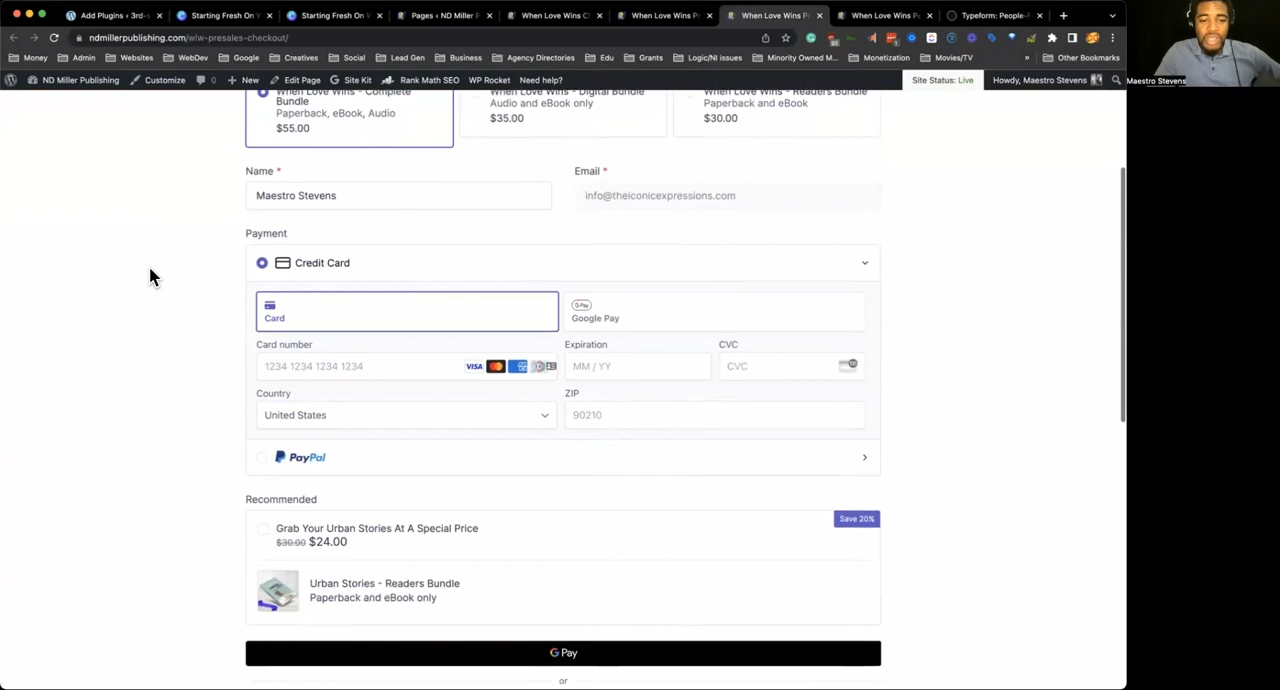 Add Plugins ‹ 3rd-s
Starting Fresh On W
Starting Fresh On W
Pages ‹ ND Miller P
When Love Wins C
When Love Wins Pr
When Love Wins Pr
When Love Wins Pu
Typeform: People-F
ndmillerpublishing.com/wlw-presales-checkout/
Money
Admin
Websites
WebDev
Google
Creatures
Social
Lead Gen
Business
Agency Directories
Edu
Grants
Logic/NI issues
Minority Owned M...
Monetization
Movies/TV
»
Other Bookmarks
ND Miller Publishing
Customize
0
New
Edit Page
Site Kit
Rank Math SEO
WP Rocket
Need help?
Site Status: Live
Howdy, Maestro Stevens
Maestro Stevens
When Love Wins - Complete
Bundle
Paperback, eBook, Audio
$55.00
When Love Wins - Digital Bundle
Audio and eBook only
$35.00
When Love Wins - Readers Bundle
Paperback and eBook
$30.00
Name *
Maestro Stevens
Email *
info@theiconicexpressions.com
Payment
Credit Card
Card
G Pay
Google Pay
Card number
1234 1234 1234 1234
VISA
Expiration
MM / YY
CVC
CVC
Country
United States
ZIP
90210
PayPal
Recommended
Save 20%
Grab Your Urban Stories At A Special Price
$30.00 $24.00
Urban Stories - Readers Bundle
Paperback and eBook only
G Pay
or